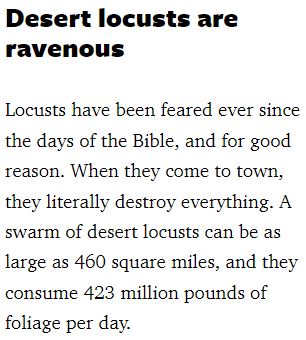 Desert locusts are
ravenous
Locusts have been feared ever since
the days of the Bible, and for good
reason. When they come to town,
they literally destroy everything. A
swarm of desert locusts can be as
large as 460 square miles, and they
consume 423 million pounds of
foliage per day.